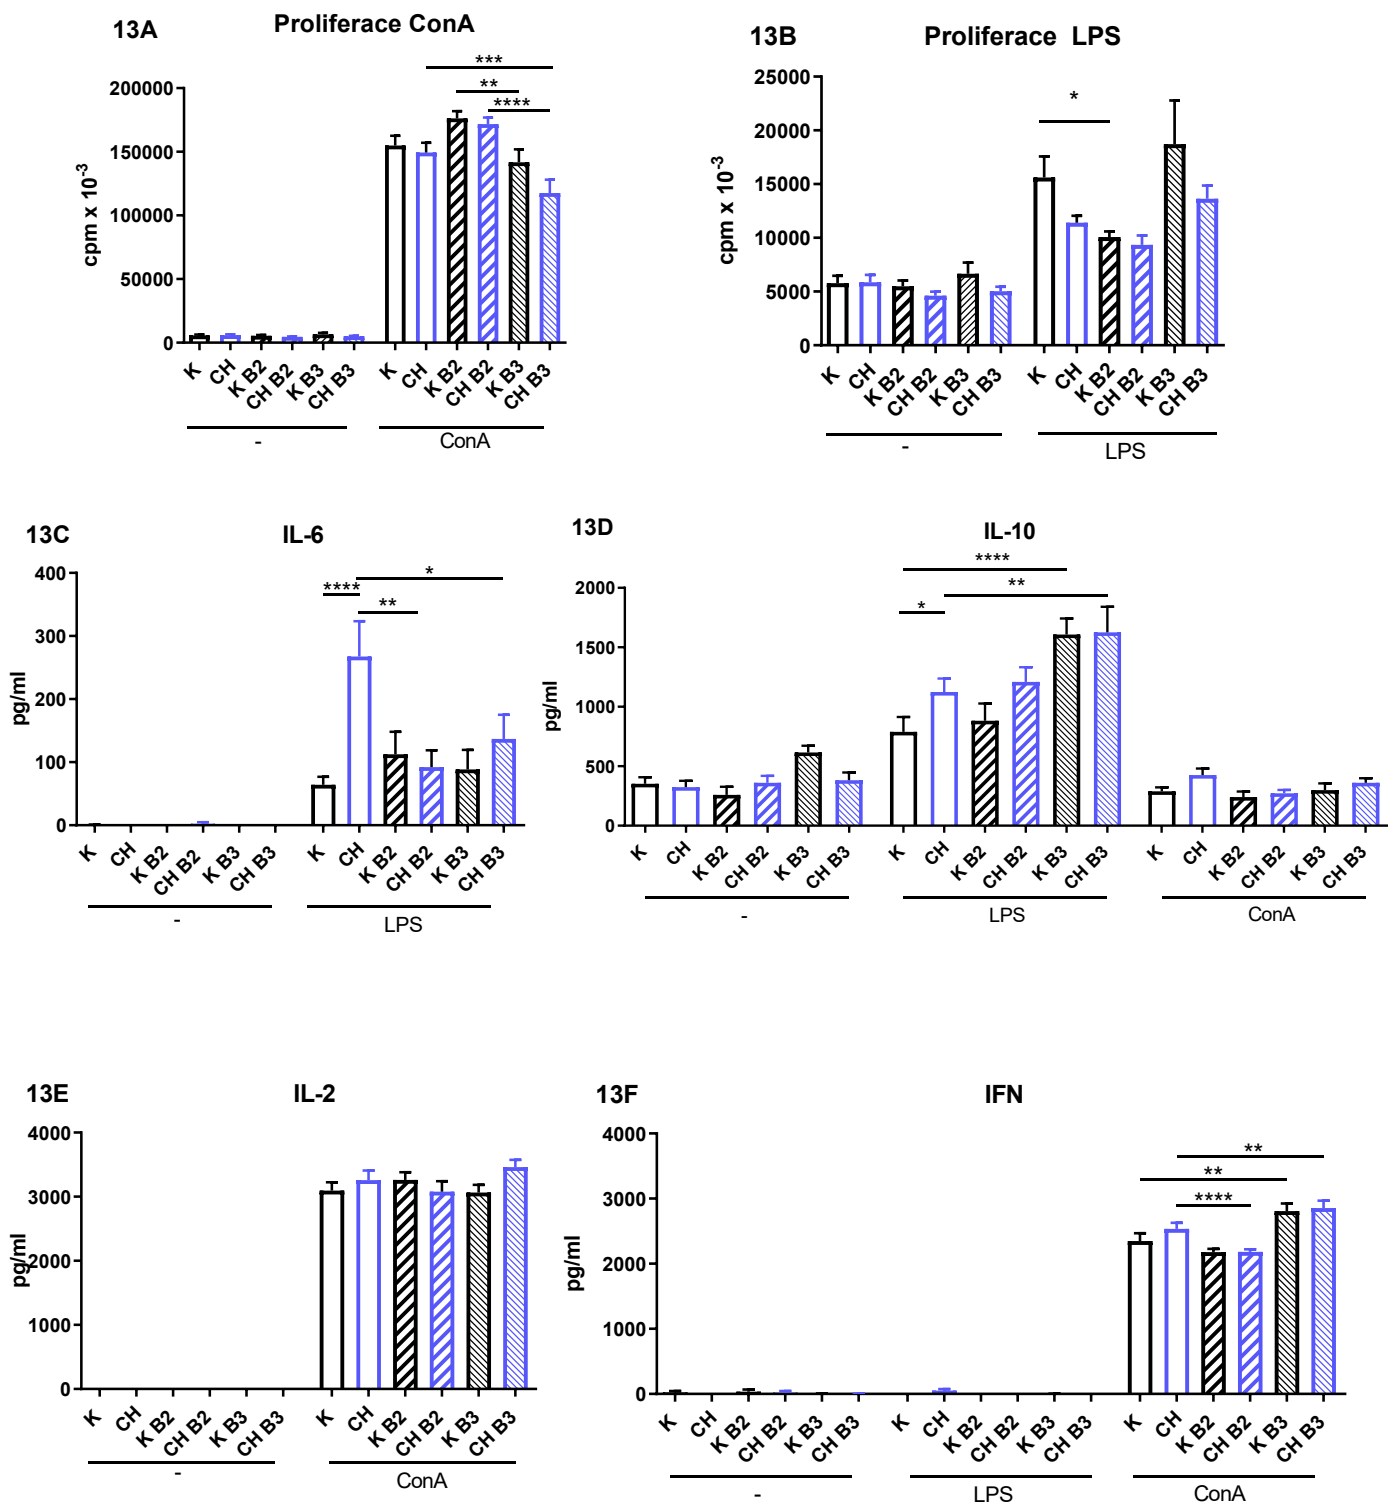 13A
Proliferace ConA
***
**
****
200000
150000
100000
50000
0
cpm x 10-3
K CH K B2 CH B2 K B3 CH B3 K CH K B2 CH B2 K B3 CH B3
- ConA
13B
Proliferace LPS
*
25000
20000
15000
10000
5000
0
cpm x 10-3
K CH K B2 CH B2 K B3 CH B3 K CH K B2 CH B2 K B3 CH B3
- LPS
13C
IL-6
*
****
**
400
300
200
100
0
pg/ml
K CH K B2 CH B2 K B3 CH B3 K CH K B2 CH B2 K B3 CH B3
- LPS
13D
IL-10
****
**
*
2000
1500
1000
500
0
pg/ml
K CH K B2 CH B2 K B3 CH B3 K CH K B2 CH B2 K B3 CH B3 K CH K B2 CH B2 K B3 CH B3
- LPS ConA
13E
IL-2
4000
3000
2000
1000
0
pg/ml
K CH K B2 CH B2 K B3 CH B3 K CH K B2 CH B2 K B3 CH B3
- ConA
13F
IFN
**
**
****
4000
3000
2000
1000
0
pg/ml
K CH K B2 CH B2 K B3 CH B3 K CH K B2 CH B2 K B3 CH B3 K CH K B2 CH B2 K B3 CH B3
- LPS ConA